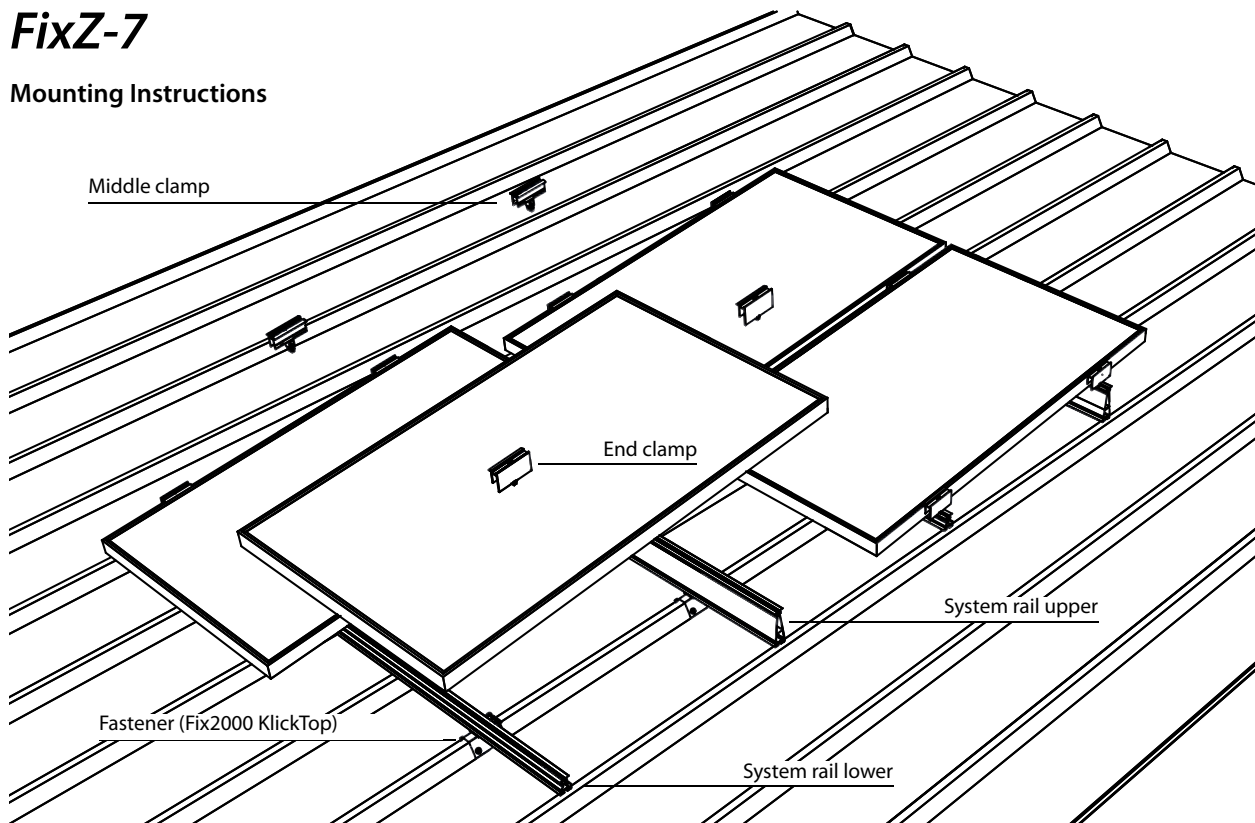 FixZ-7
Mounting Instructions
Middle clamp
End clamp
System rail upper
Fastener (Fix2000 KlickTop)
System rail lower